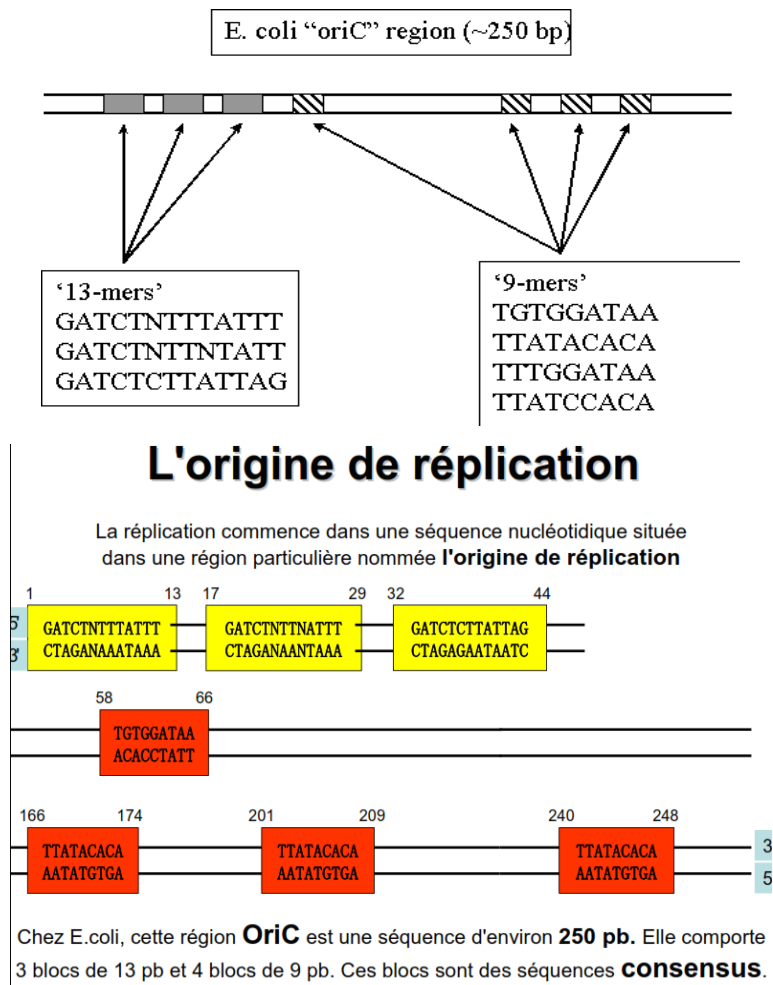 E. coli “oriC” region (~250 bp)
‘13-mers’
GATCTNTTTATTT
GATCTNTTNTATT
GATCTCTTATTAG
‘9-mers’
TGTGGATAA
TTATACACA
TTTGGATAA
TTATCCACA
L'origine de réplication
La réplication commence dans une séquence nucléotidique située
dans une région particulière nommée l'origine de réplication
1 13 17 29 32 44
5' GATCTNTTTATTT GATCTNTTNATTT GATCTCTTATTAG
3' CTAGANAAATAAA CTAGANAANTAAA CTAGAGAATAATC
58 66
TGTGGATAA
ACACCTATT
166 174 201 209 240 248
TTATACACA TTATACACA TTATACACA 3
AATATGTGA AATATGTGA AATATGTGA 5
Chez E.coli, cette région OriC est une séquence d'environ 250 pb. Elle comporte
3 blocs de 13 pb et 4 blocs de 9 pb. Ces blocs sont des séquences consensus.